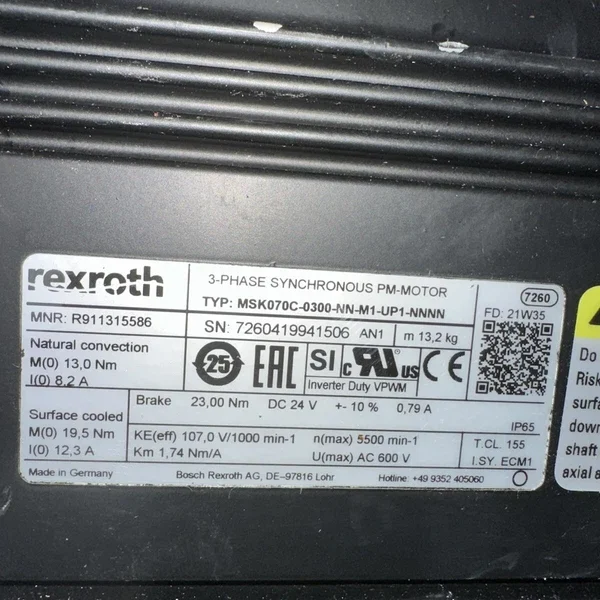 rexroth
3-PHASE SYNCHRONOUS PM-MOTOR
7260
TYP: MSK070C-0300-NN-M1-UP1-NNNN
FD: 21W35
MNR: R911315586
SN: 7260419941506 AN1
m 13,2 kg
Natural convection
M(0) 13,0 Nm
I(0) 8,2 A
25
EAC
SI
c RU US
CE
Inverter Duty VPWM
Brake 23,00 Nm DC 24 V +- 10 % 0,79 A
IP65
Surface cooled
M(0) 19,5 Nm
I(0) 12,3 A
KE(eff) 107,0 V/1000 min-1 n(max) 5500 min-1
Km 1,74 Nm/A U(max) AC 600 V
T.CL 155
I.SY. ECM1
Made in Germany
Bosch Rexroth AG, DE-97816 Lohr
Hotline: +49 9352 405060
Do
Risk
surfa
down
shaft
axial a